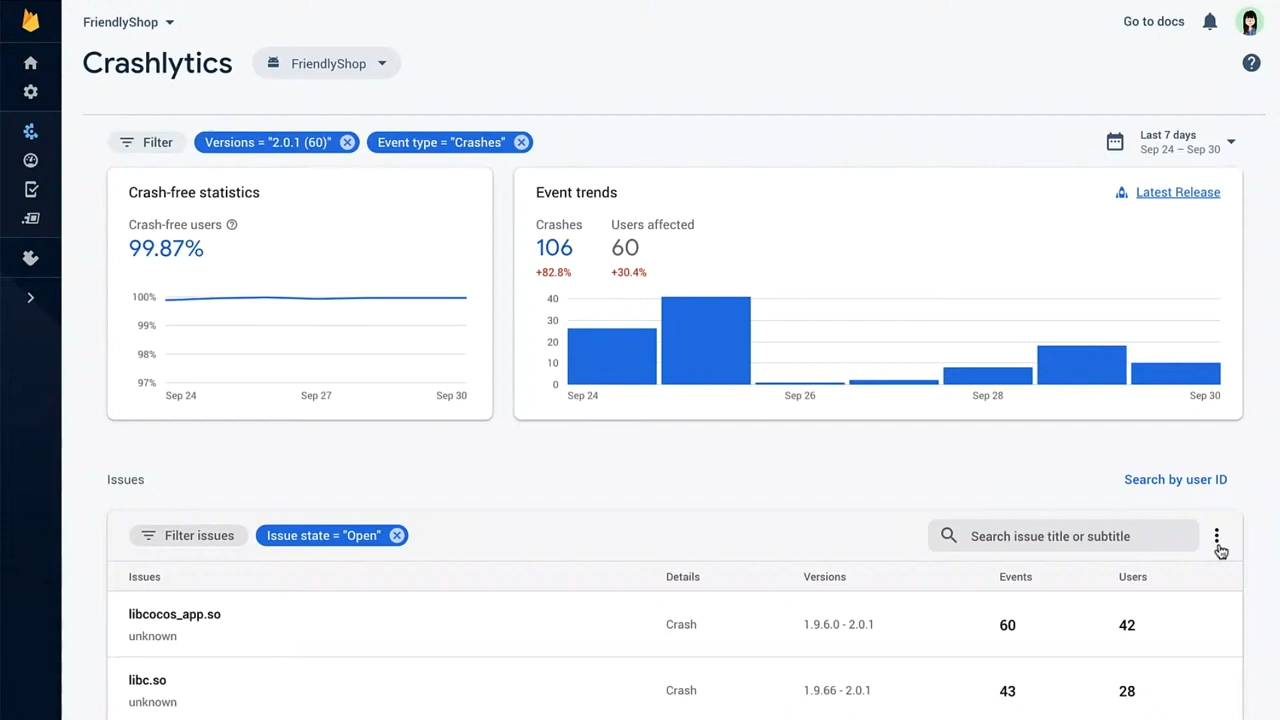 FriendlyShop
Go to docs
Crashlytics
FriendlyShop
Filter
Versions = "2.0.1 (60)"
Event type = "Crashes"
Last 7 days
Sep 24 – Sep 30
Crash-free statistics
Crash-free users
99.87%
100%
99%
98%
97%
Sep 24 Sep 27 Sep 30
Event trends
Latest Release
Crashes Users affected
106 60
+82.8% +30.4%
40
30
20
10
0
Sep 24 Sep 26 Sep 28 Sep 30
Issues
Search by user ID
Filter issues
Issue state = "Open"
Search issue title or subtitle
Issues Details Versions Events Users
libcocos_app.so
unknown
Crash 1.9.6.0 - 2.0.1 60 42
libc.so
unknown
Crash 1.9.66 - 2.0.1 43 28